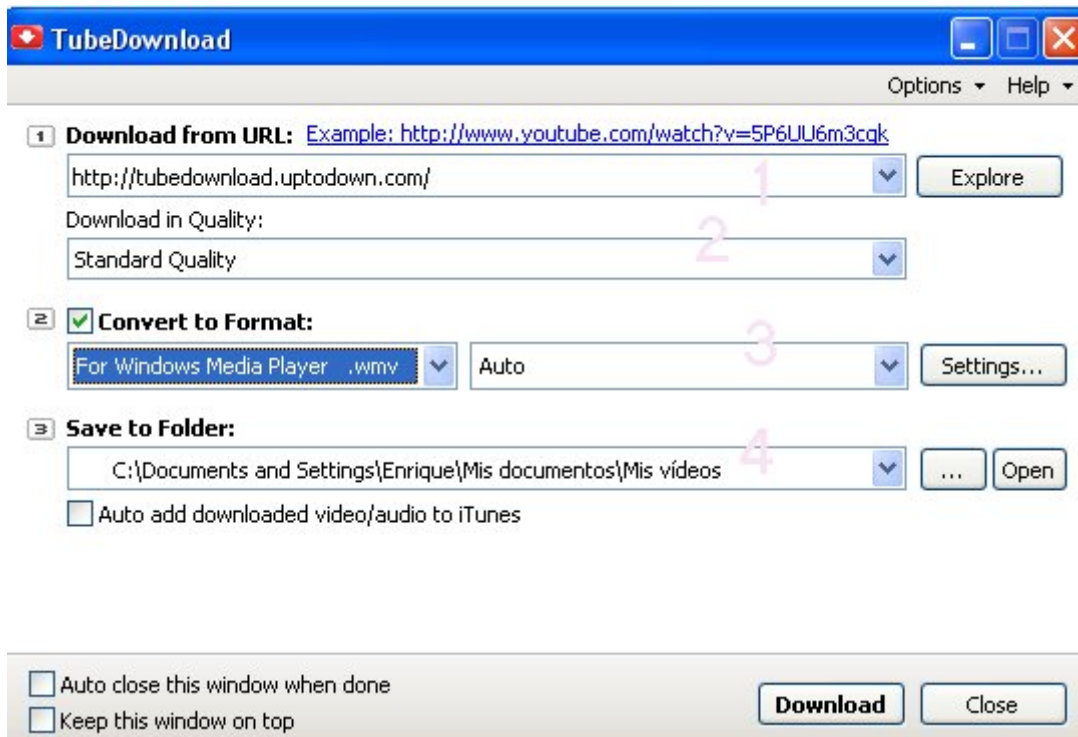 TubeDownload
Options Help
1 Download from URL: Example: http://www.youtube.com/watch?v=5P6UU6m3cqk
http://tubedownload.uptodown.com/ 1 Explore
Download in Quality:
Standard Quality 2
2 Convert to Format:
For Windows Media Player .wmv Auto 3 Settings...
3 Save to Folder:
C:\Documents and Settings\Enrique\Mis documentos\Mis vídeos 4 ... Open
Auto add downloaded video/audio to iTunes
Auto close this window when done
Keep this window on top
Download Close